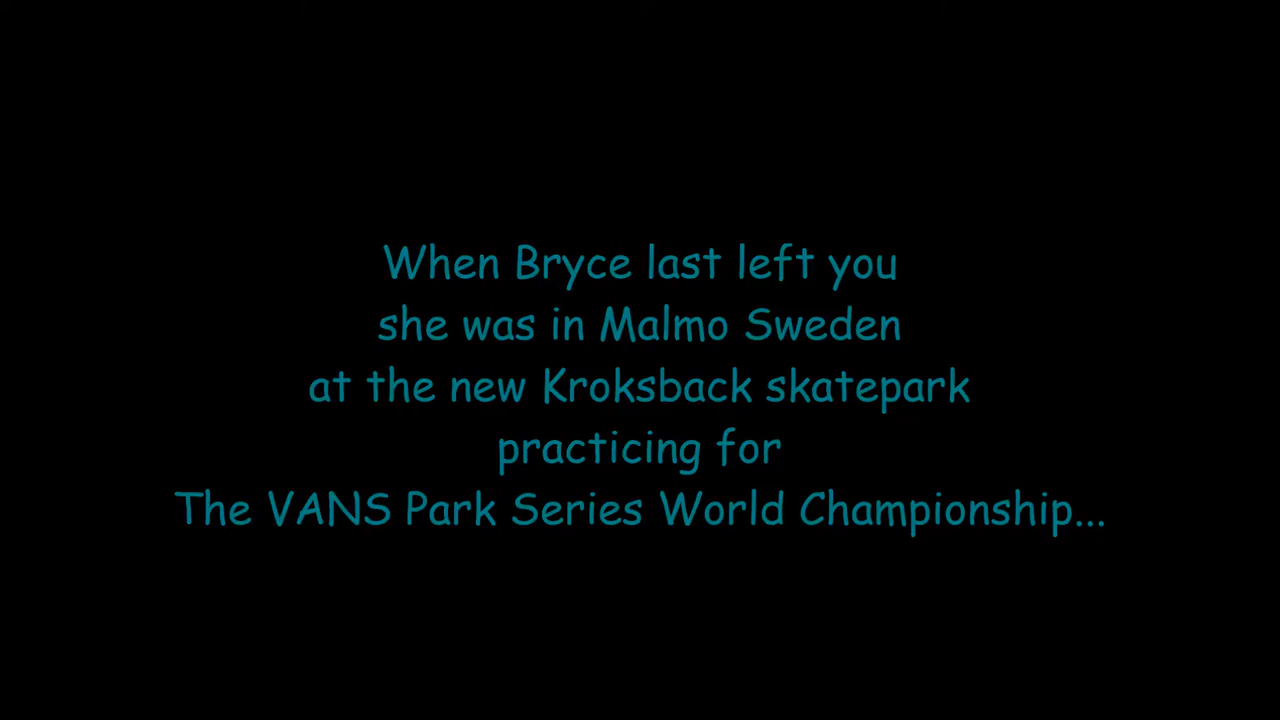 When Bryce last left you
she was in Malmo Sweden
at the new Kroksback skatepark
practicing for
The VANS Park Series World Championship...